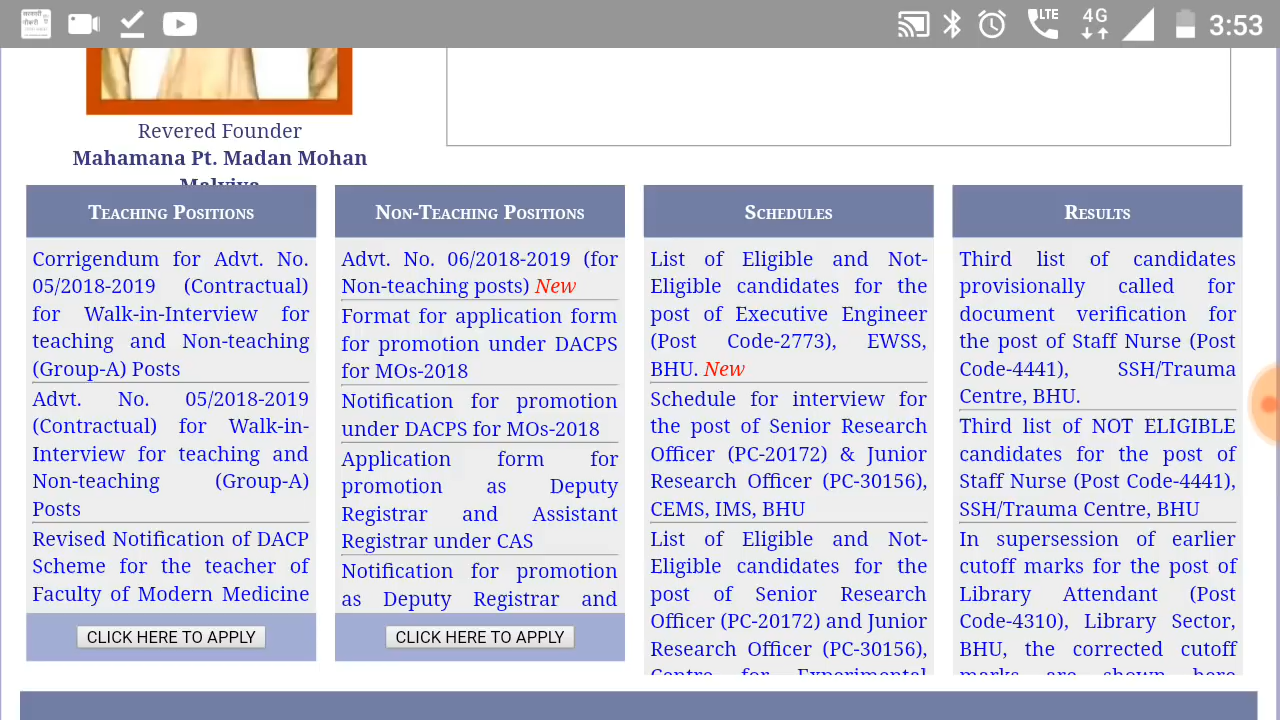 LTE
4G
3:53
Revered Founder
Mahamana Pt. Madan Mohan
Malviya
Teaching Positions
Corrigendum for Advt. No.
05/2018-2019 (Contractual)
for Walk-in-Interview for
teaching and Non-teaching
(Group-A) Posts
Advt. No. 05/2018-2019
(Contractual) for Walk-in-
Interview for teaching and
Non-teaching (Group-A)
Posts
Revised Notification of DACP
Scheme for the teacher of
Faculty of Modern Medicine
CLICK HERE TO APPLY
Non-Teaching Positions
Advt. No. 06/2018-2019 (for
Non-teaching posts) New
Format for application form
for promotion under DACPS
for MOs-2018
Notification for promotion
under DACPS for MOs-2018
Application form for
promotion as Deputy
Registrar and Assistant
Registrar under CAS
Notification for promotion
as Deputy Registrar and
CLICK HERE TO APPLY
Schedules
List of Eligible and Not-
Eligible candidates for the
post of Executive Engineer
(Post Code-2773), EWSS,
BHU. New
Schedule for interview for
the post of Senior Research
Officer (PC-20172) & Junior
Research Officer (PC-30156),
CEMS, IMS, BHU
List of Eligible and Not-
Eligible candidates for the
post of Senior Research
Officer (PC-20172) and Junior
Research Officer (PC-30156),
Centre for Experimental
Results
Third list of candidates
provisionally called for
document verification for
the post of Staff Nurse (Post
Code-4441), SSH/Trauma
Centre, BHU.
Third list of NOT ELIGIBLE
candidates for the post of
Staff Nurse (Post Code-4441),
SSH/Trauma Centre, BHU
In supersession of earlier
cutoff marks for the post of
Library Attendant (Post
Code-4310), Library Sector,
BHU, the corrected cutoff
marks are shown here